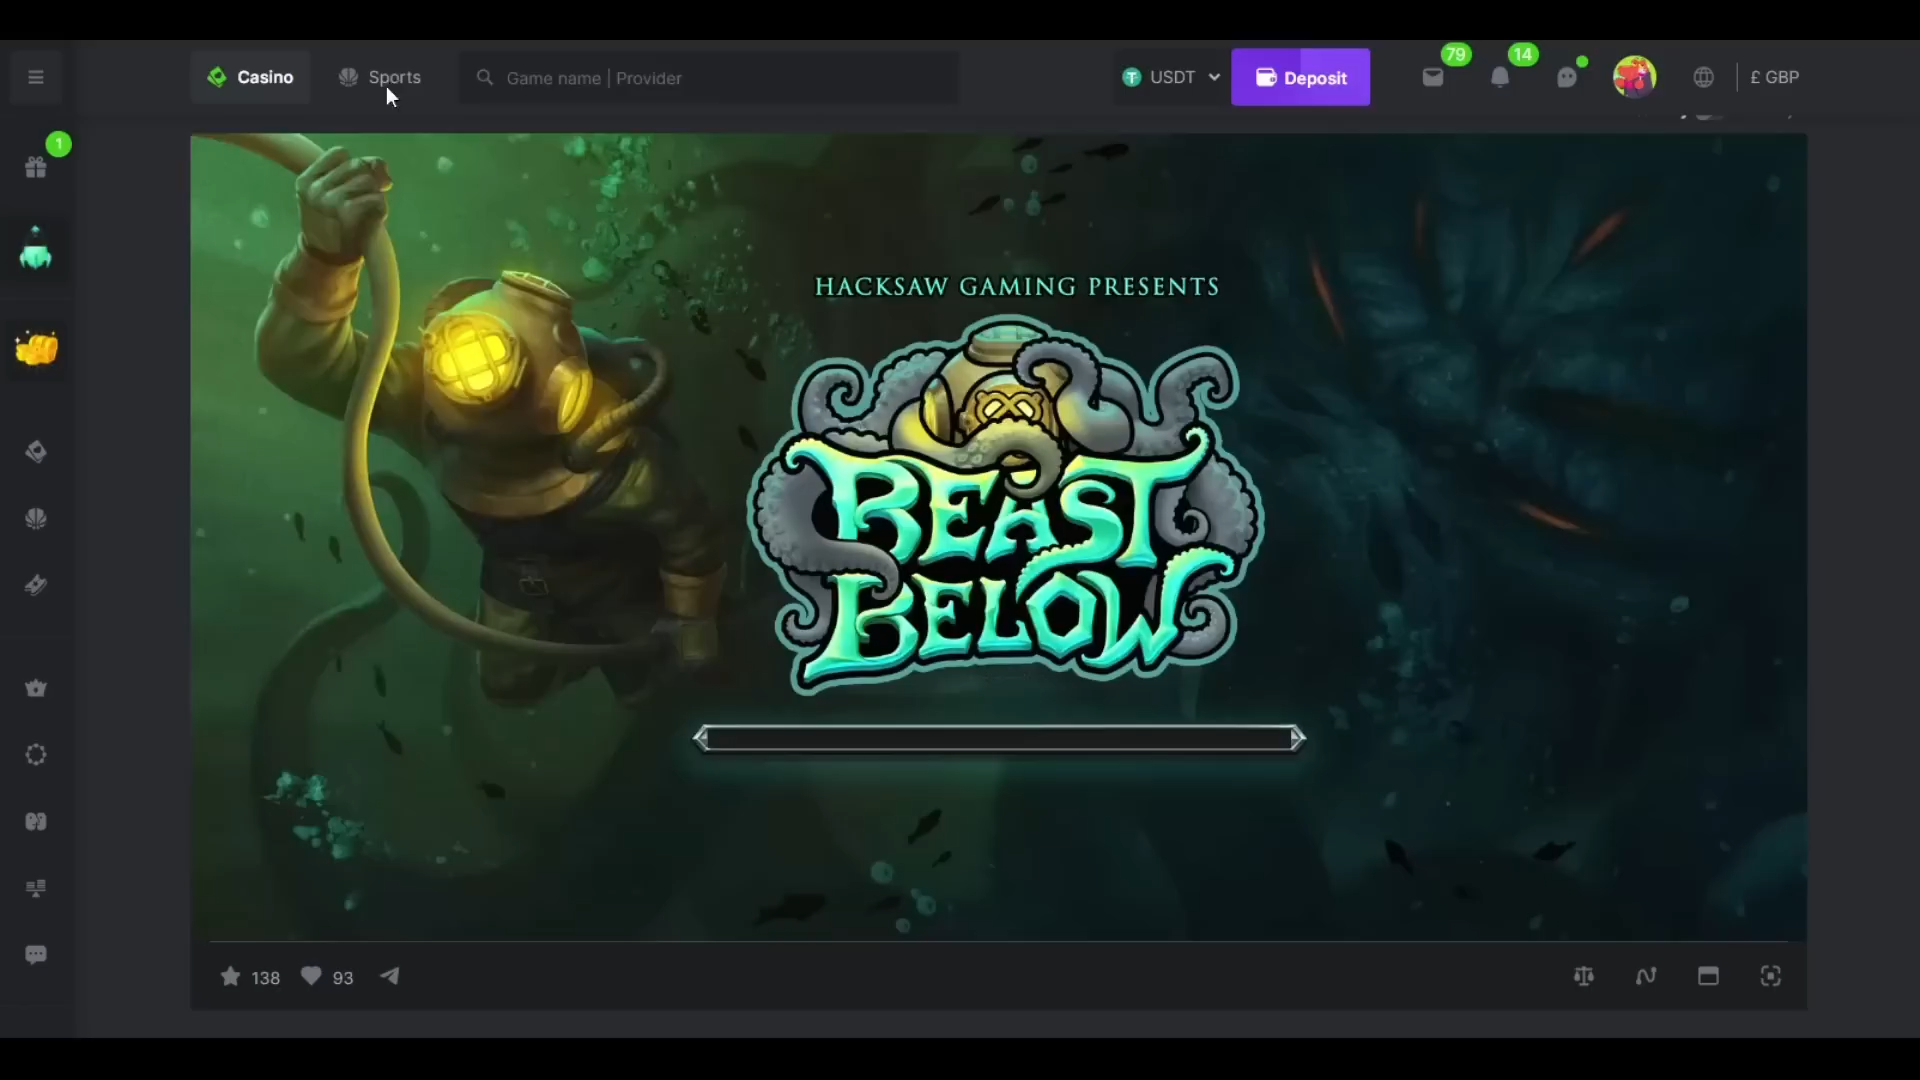 Casino
Sports
Game name | Provider
USDT
Deposit
79
14
£ GBP
1
HACKSAW GAMING PRESENTS
BEAST
BELOW
138
93